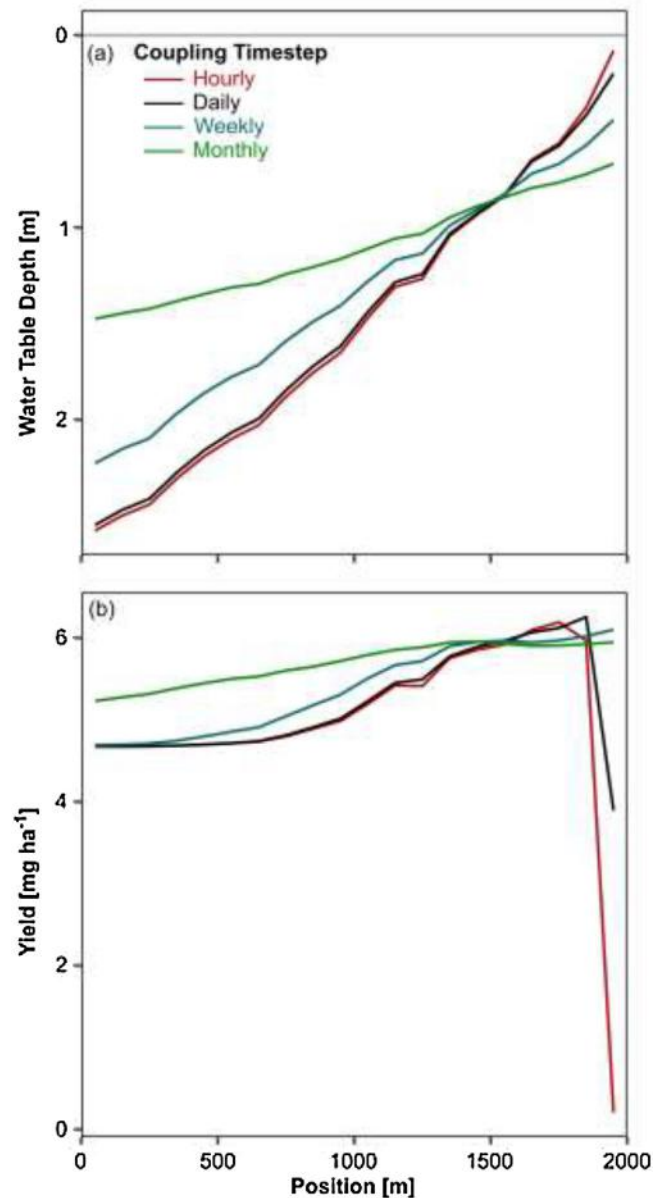 0
(a) Coupling Timestep
Hourly
Daily
Weekly
Monthly
1
2
Water Table Depth [m]
(b)
6
4
2
0
Yield [mg ha⁻¹]
0 500 1000 1500 2000
Position [m]